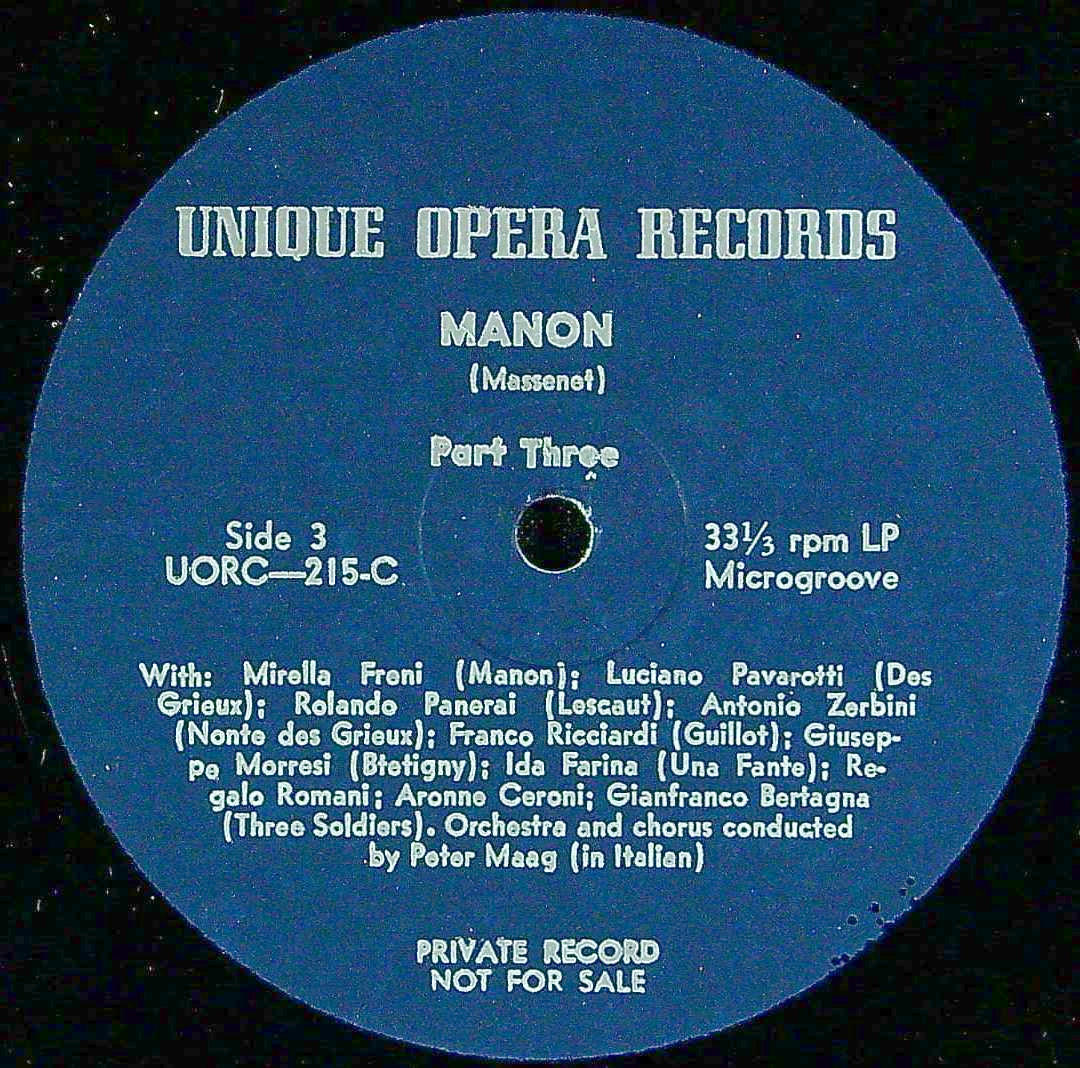 UNIQUE OPERA RECORDS
MANON
(Massenet)
Part Three
Side 3
UORC—215-C
33⅓ rpm LP
Microgroove
With: Mirella Freni (Manon); Luciano Pavarotti (Des
Grieux); Rolando Panerai (Lescaut); Antonio Zerbini
(Nonte des Grieux); Franco Ricciardi (Guillot); Giusep-
pe Morresi (Btetigny); Ida Farina (Una Fante); Re-
galo Romani; Aronne Ceroni; Gianfranco Bertagna
(Three Soldiers). Orchestra and chorus conducted
by Peter Maag (in Italian)
PRIVATE RECORD
NOT FOR SALE